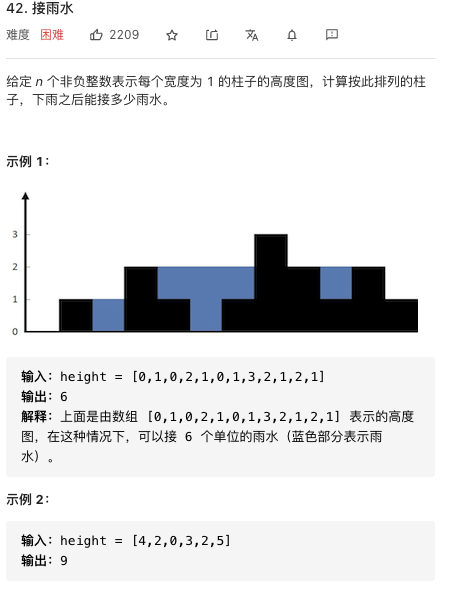 42. 接雨水
难度 困难 2209
给定 n 个非负整数表示每个宽度为 1 的柱子的高度图，计算按此排列的柱
子，下雨之后能接多少雨水。
示例 1：
3
2
1
0
输入：height = [0,1,0,2,1,0,1,3,2,1,2,1]
输出：6
解释：上面是由数组 [0,1,0,2,1,0,1,3,2,1,2,1] 表示的高度
图，在这种情况下，可以接 6 个单位的雨水（蓝色部分表示雨
水）。
示例 2：
输入：height = [4,2,0,3,2,5]
输出：9